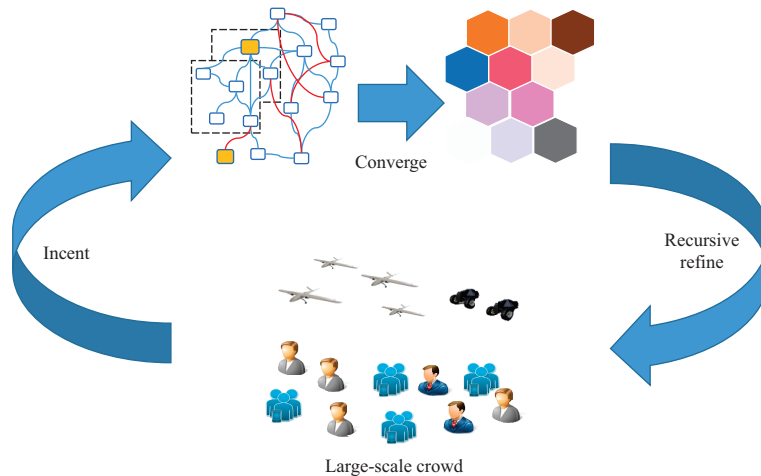 Converge
Incent
Recursive
refine
Large-scale crowd